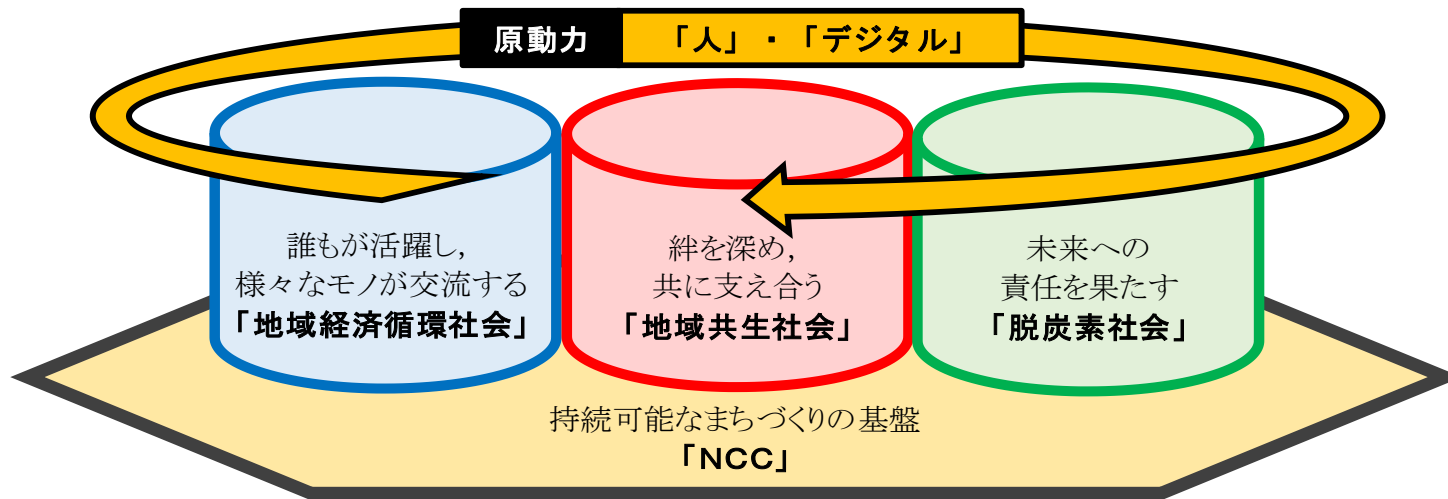 原動力 「人」・「デジタル」
誰もが活躍し，
様々なモノが交流する
「地域経済循環社会」
絆を深め，
共に支え合う
「地域共生社会」
未来への
責任を果たす
「脱炭素社会」
持続可能なまちづくりの基盤
「ＮＣＣ」